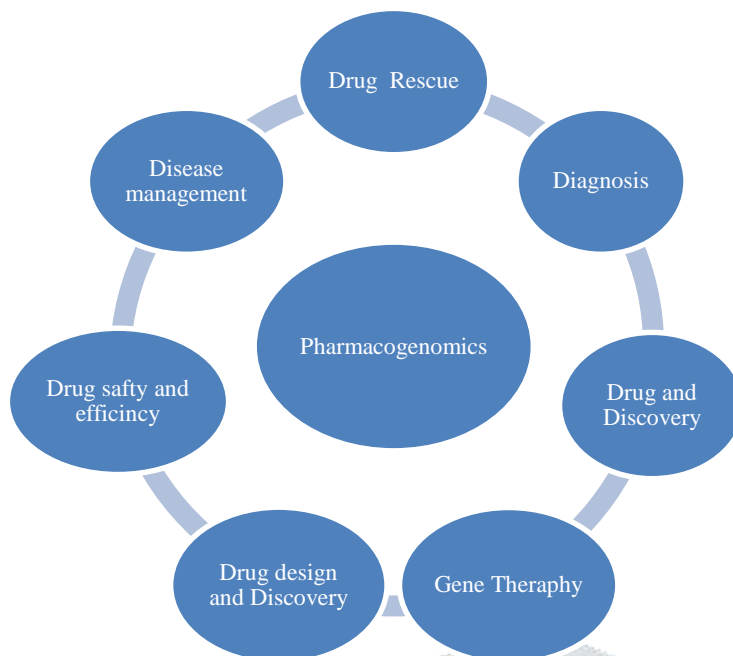 Drug Rescue
Disease
management
Diagnosis
Pharmacogenomics
Drug safty and
efficincy
Drug and
Discovery
Drug design
and Discovery
Gene Theraphy